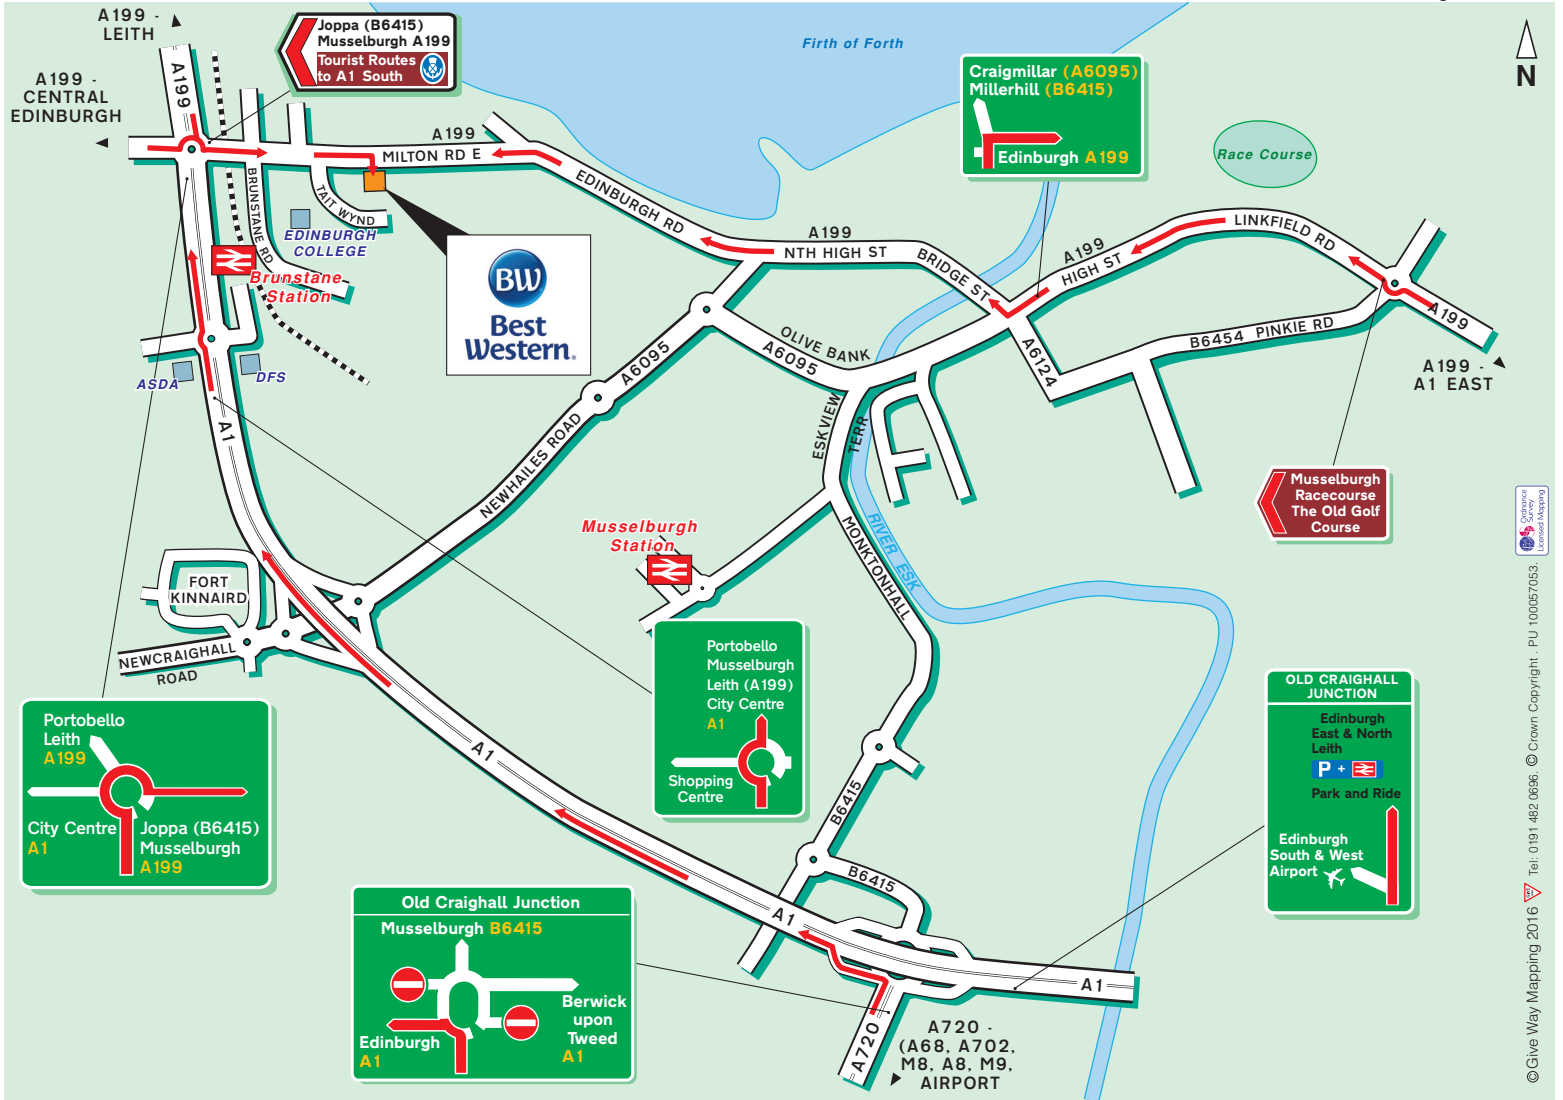 A199 -
LEITH
A199 -
CENTRAL
EDINBURGH
Joppa (B6415)
Musselburgh A199
Tourist Routes
to A1 South
Firth of Forth
Craigmillar (A6095)
Millerhill (B6415)
Edinburgh A199
N
Race Course
A199
A199
MILTON RD E
BRUNSTANE RD
TAIT WYND
EDINBURGH
COLLEGE
Brunstane
Station
EDINBURGH RD
A199
NTH HIGH ST
BRIDGE ST
A199
HIGH ST
LINKFIELD RD
A199
B6454 PINKIE RD
A6124
A199 -
A1 EAST
BW
Best
Western.
ASDA
DFS
A1
OLIVE BANK
A6095
A6095
NEWHAILES ROAD
ESKVIEW
TERR
Musselburgh
Racecourse
The Old Golf
Course
Ordnance
Survey
Licensed Mapping
Musselburgh
Station
RIVER ESK
MONKTONHALL
FORT
KINNAIRD
NEWCRAIGHALL
ROAD
Portobello
Musselburgh
Leith (A199)
City Centre
A1
Shopping
Centre
OLD CRAIGHALL
JUNCTION
Edinburgh
East & North
Leith
P + 
Park and Ride
Edinburgh
South & West
Airport
Portobello
Leith
A199
City Centre
A1
Joppa (B6415)
Musselburgh
A199
A1
B6415
B6415
A1
A1
Old Craighall Junction
Musselburgh B6415
Berwick
upon
Tweed
A1
Edinburgh
A1
A720
A720 -
(A68, A702,
M8, A8, M9,
AIRPORT
©Give Way Mapping 2016 Tel: 0191 482 0696. © Crown Copyright . PU 100057053.